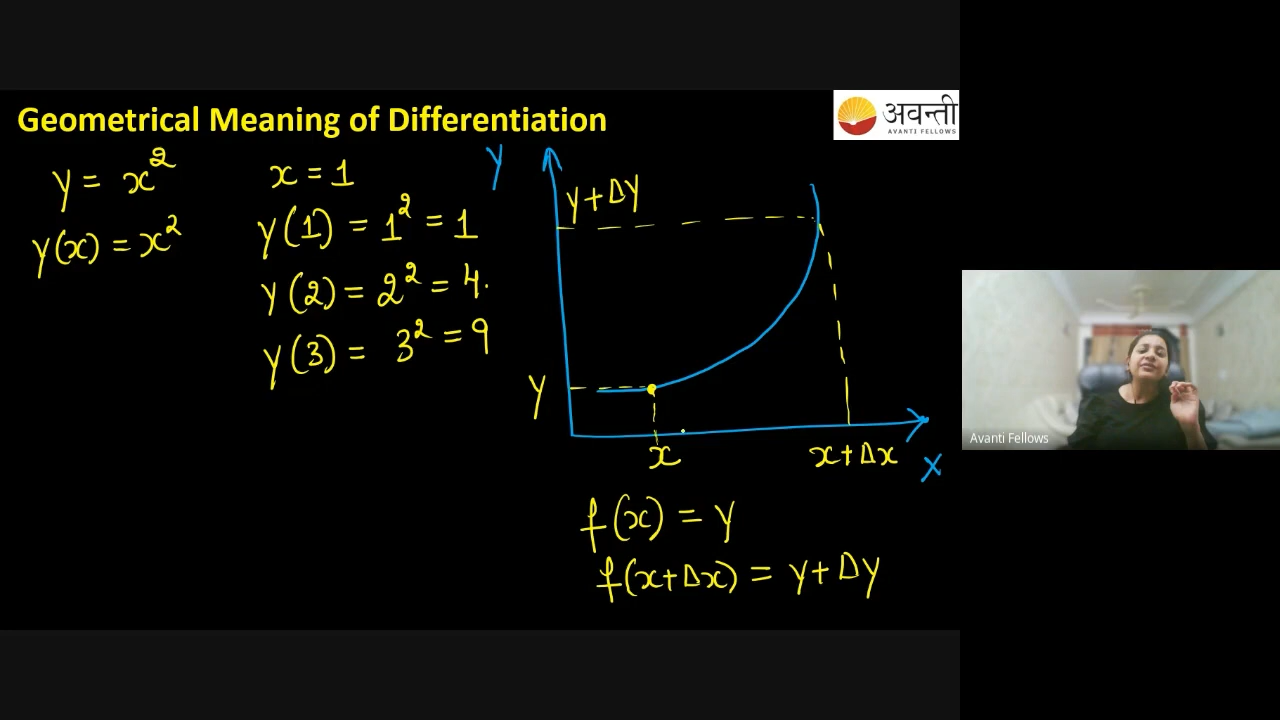 Geometrical Meaning of Differentiation
अवन्ती
AVANTI FELLOWS
y = x²
y(x) = x²
x = 1
y(1) = 1² = 1
y(2) = 2² = 4.
y(3) = 3² = 9
Y
y+Δy
y
x
x+Δx
X
f(x) = y
f(x+Δx) = y+Δy
Avanti Fellows